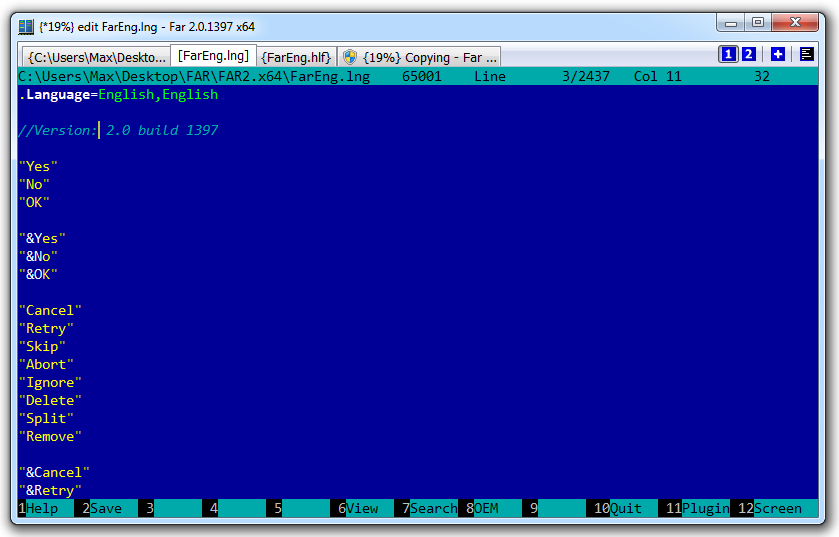 {*19%} edit FarEng.lng - Far 2.0.1397 x64
{C:\Users\Max\Deskto... [FarEng.lng] {FarEng.hlf} {19%} Copying - Far ... 1 2
C:\Users\Max\Desktop\FAR\FAR2.x64\FarEng.lng 65001 Line 3/2437 Col 11 32
.Language=English,English
//Version: 2.0 build 1397
"Yes"
"No"
"OK"
"&Yes"
"&No"
"&OK"
"Cancel"
"Retry"
"Skip"
"Abort"
"Ignore"
"Delete"
"Split"
"Remove"
"&Cancel"
"&Retry"
1Help 2Save 3 4 5 6View 7Search 8OEM 9 10Quit 11Plugin 12Screen